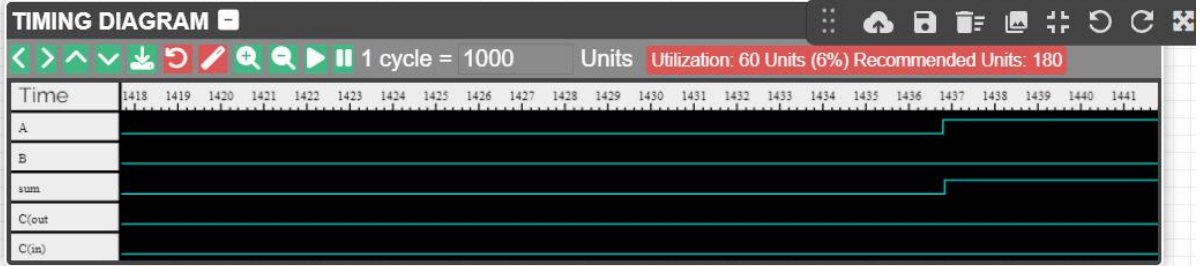 TIMING DIAGRAM
1 cycle = 1000 Units Utilization: 60 Units (6%) Recommended Units: 180
Time 1418 1419 1420 1421 1422 1423 1424 1425 1426 1427 1428 1429 1430 1431 1432 1433 1434 1435 1436 1437 1438 1439 1440 1441
A
B
sum
C(out
C(in)